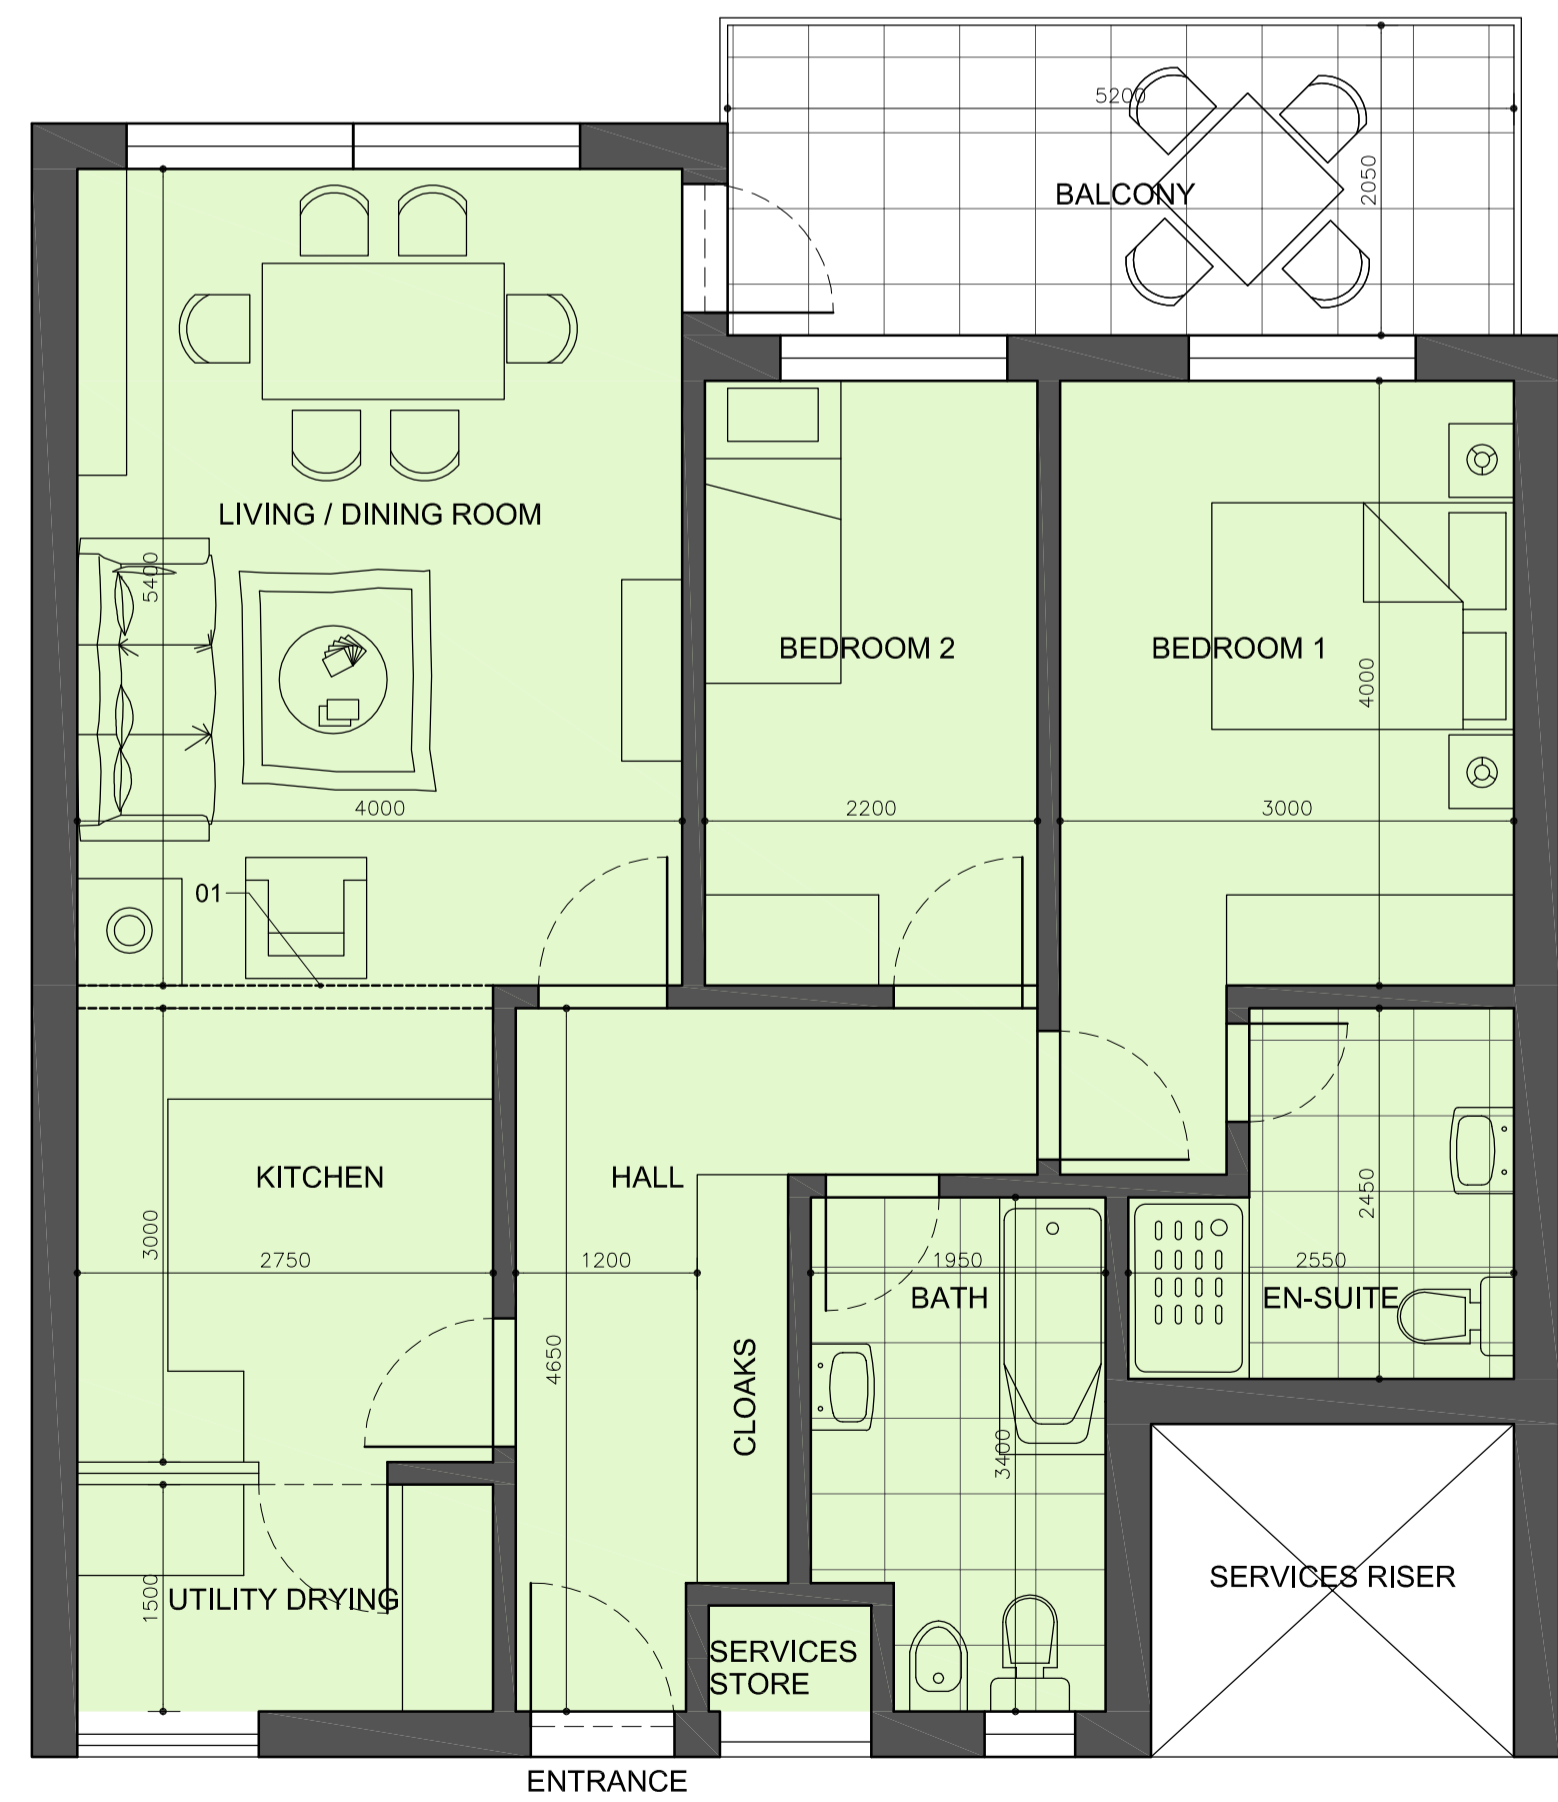 5200
2050
BALCONY
LIVING / DINING ROOM
5400
BEDROOM 2
BEDROOM 1
4000
4000
2200
3000
01
KITCHEN
HALL
2450
3000
2750
1200
1950
2550
BATH
EN-SUITE
4650
CLOAKS
3400
SERVICES RISER
1500
UTILITY DRYING
SERVICES
STORE
ENTRANCE